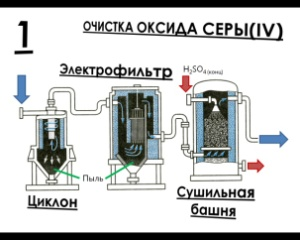 1
ОЧИСТКА ОКСИДА СЕРЫ(IV)
Электрофильтр
H₂SO₄(конц)
Пыль
Циклон
Сушильная
башня